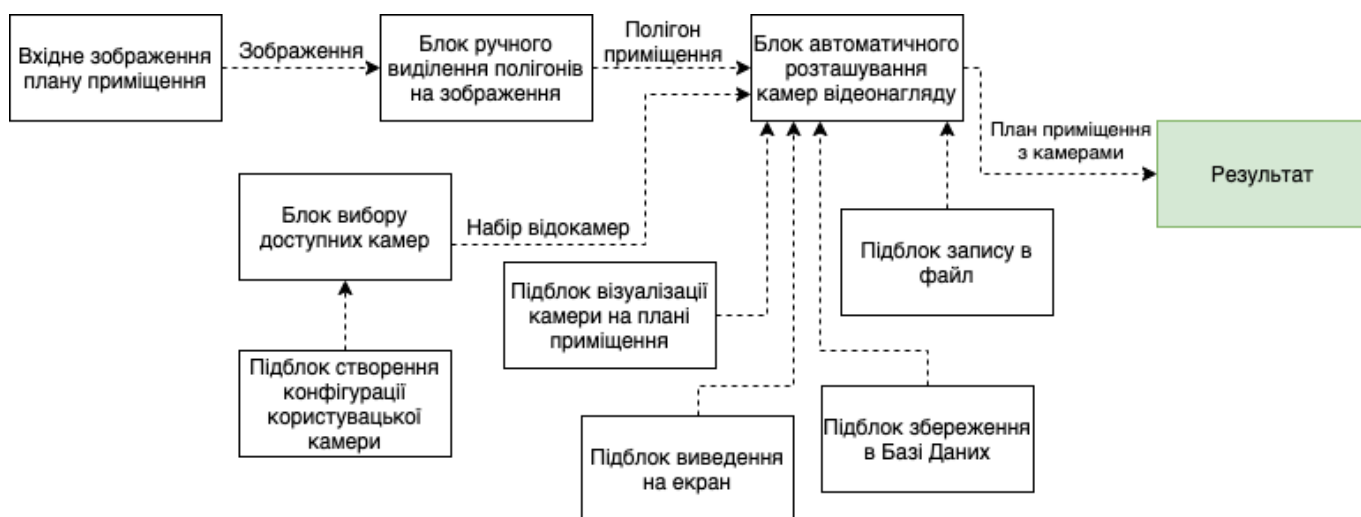 Вхідне зображення
плану приміщення
Зображення
Блок ручного
виділення полігонів
на зображення
Полігон
приміщення
Блок автоматичного
розташування
камер відеонагляду
План приміщення
з камерами
Результат
Блок вибору
доступних камер
Набір відокамер
Підблок запису в
файл
Підблок візуалізації
камери на плані
приміщення
Підблок створення
конфігурації
користувацької
камери
Підблок виведення
на екран
Підблок збереження
в Базі Даних